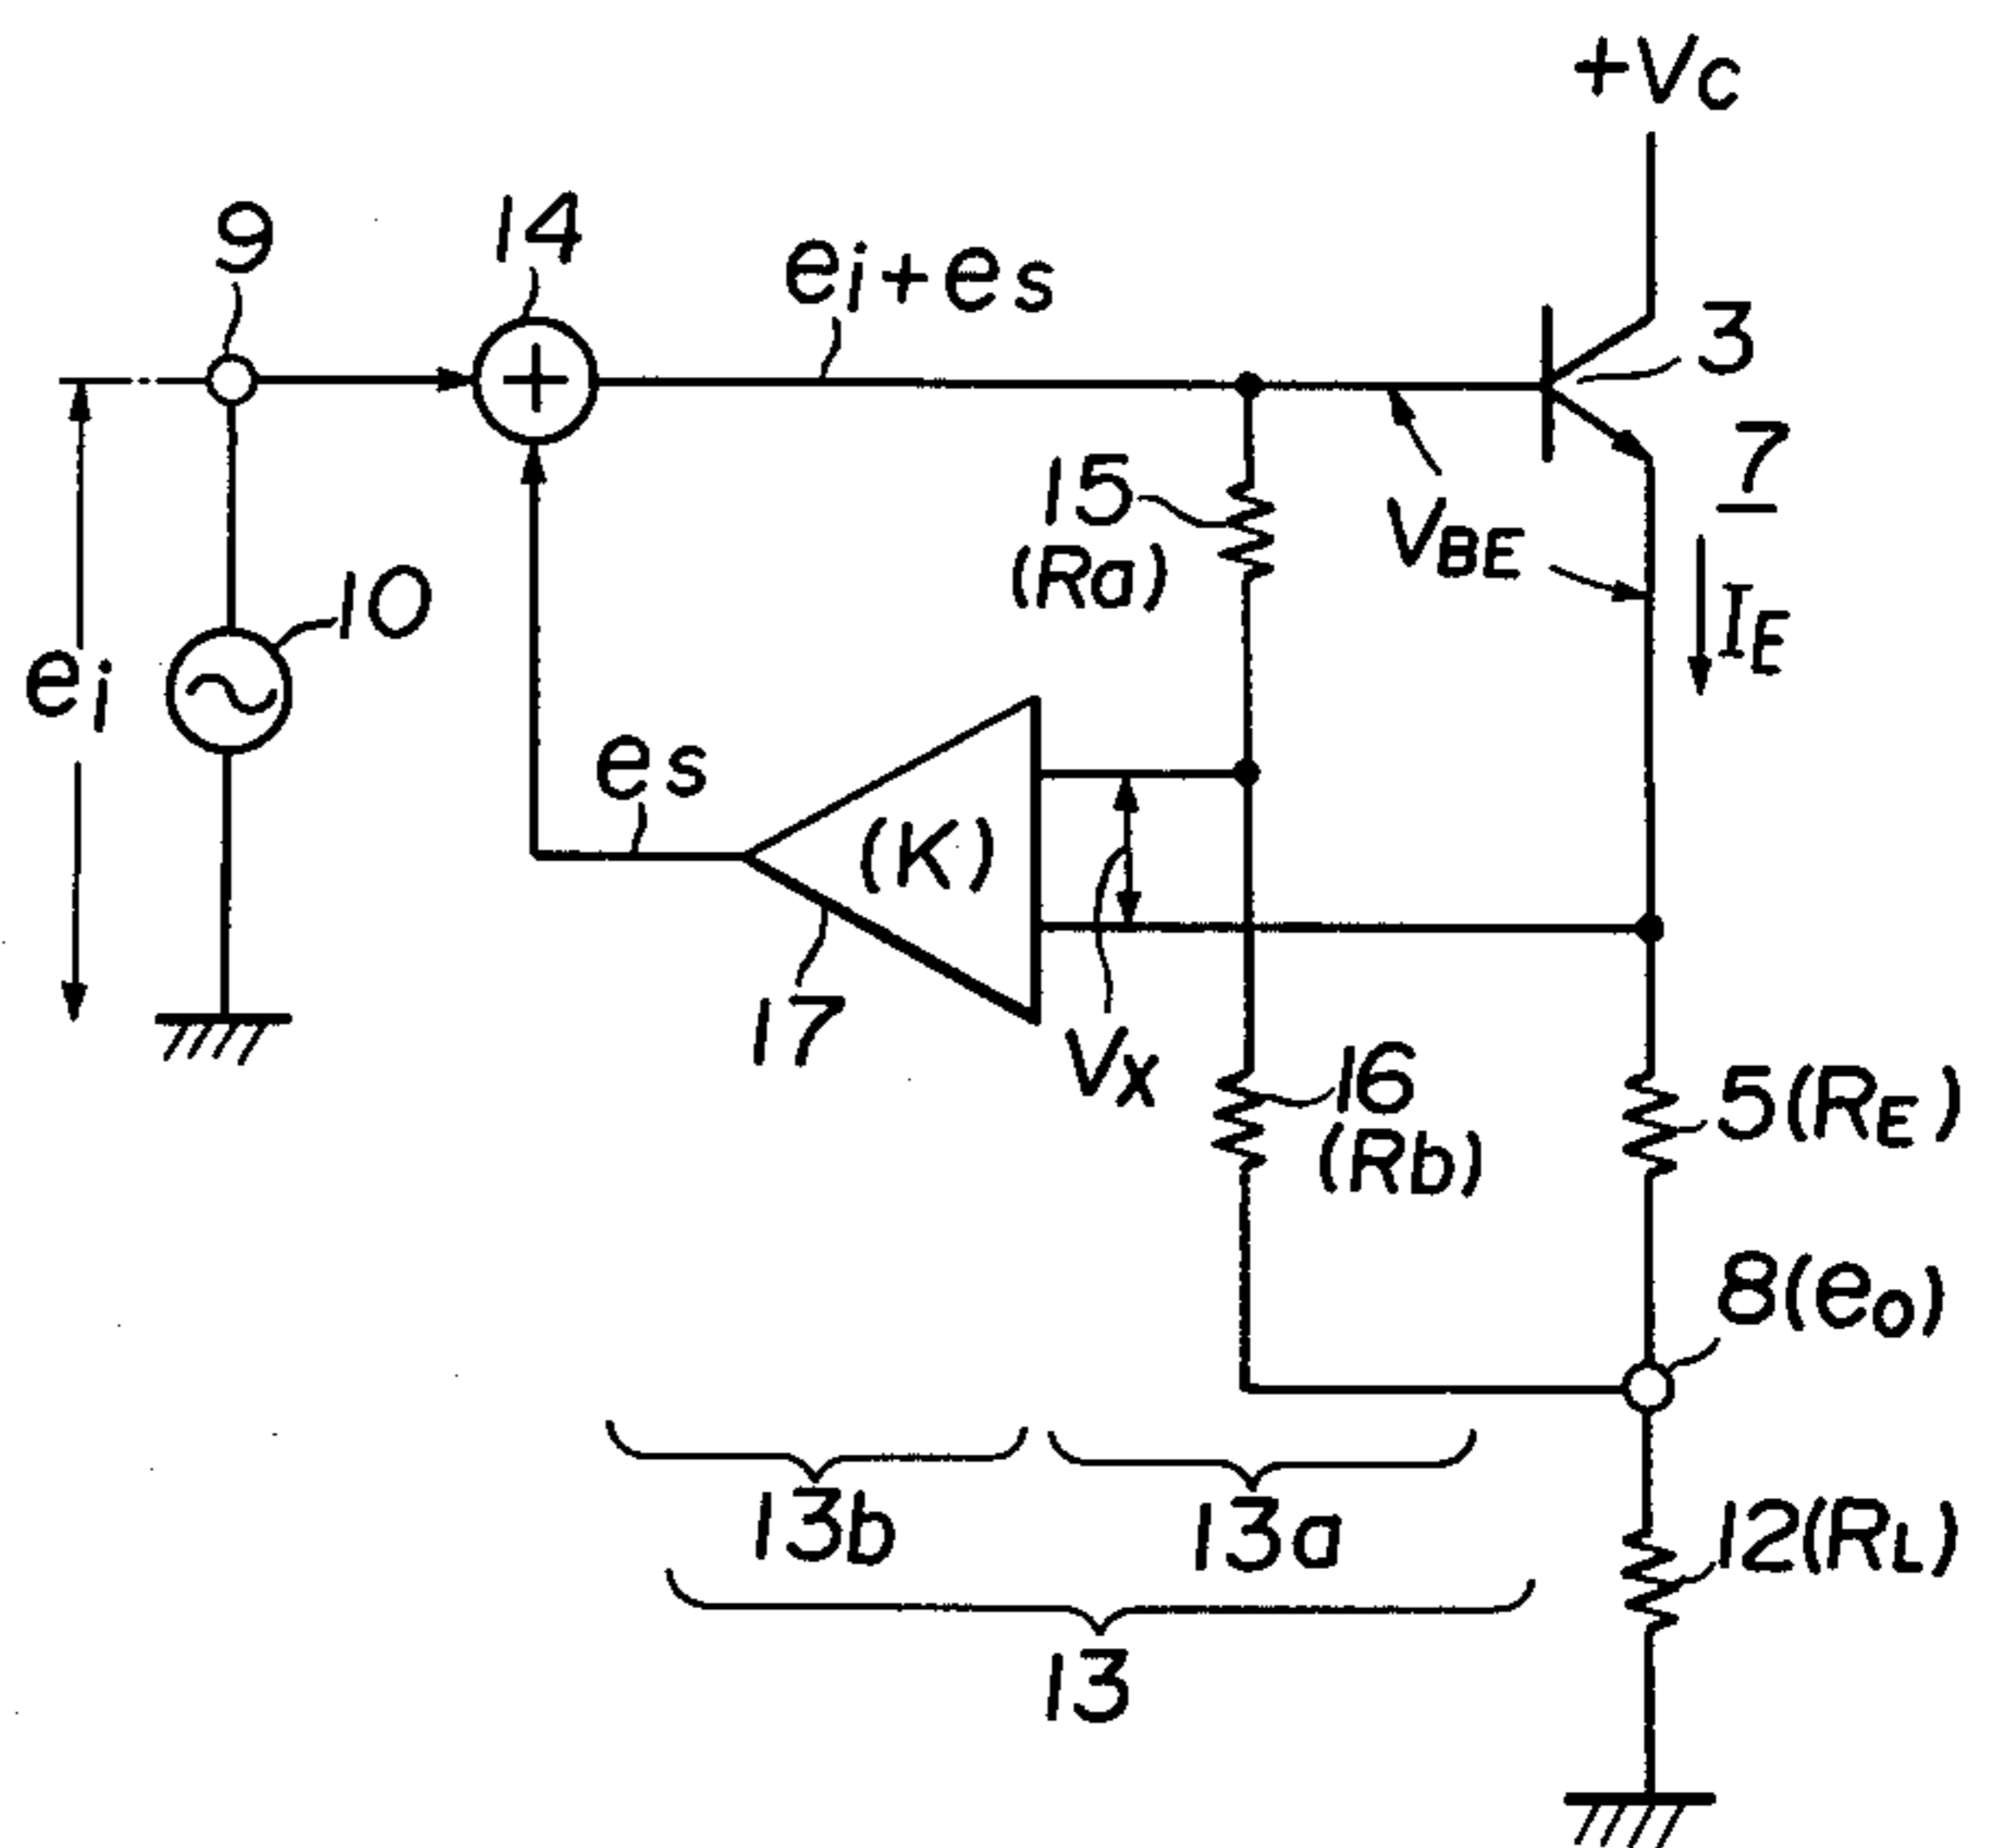 +Vc
9
14
ei+es
3
7
15
(Ra)
VBE
IE
10
ei
es
(K)
17
Vx
16
(Rb)
5(RE)
8(eo)
13b
13a
12(RL)
13